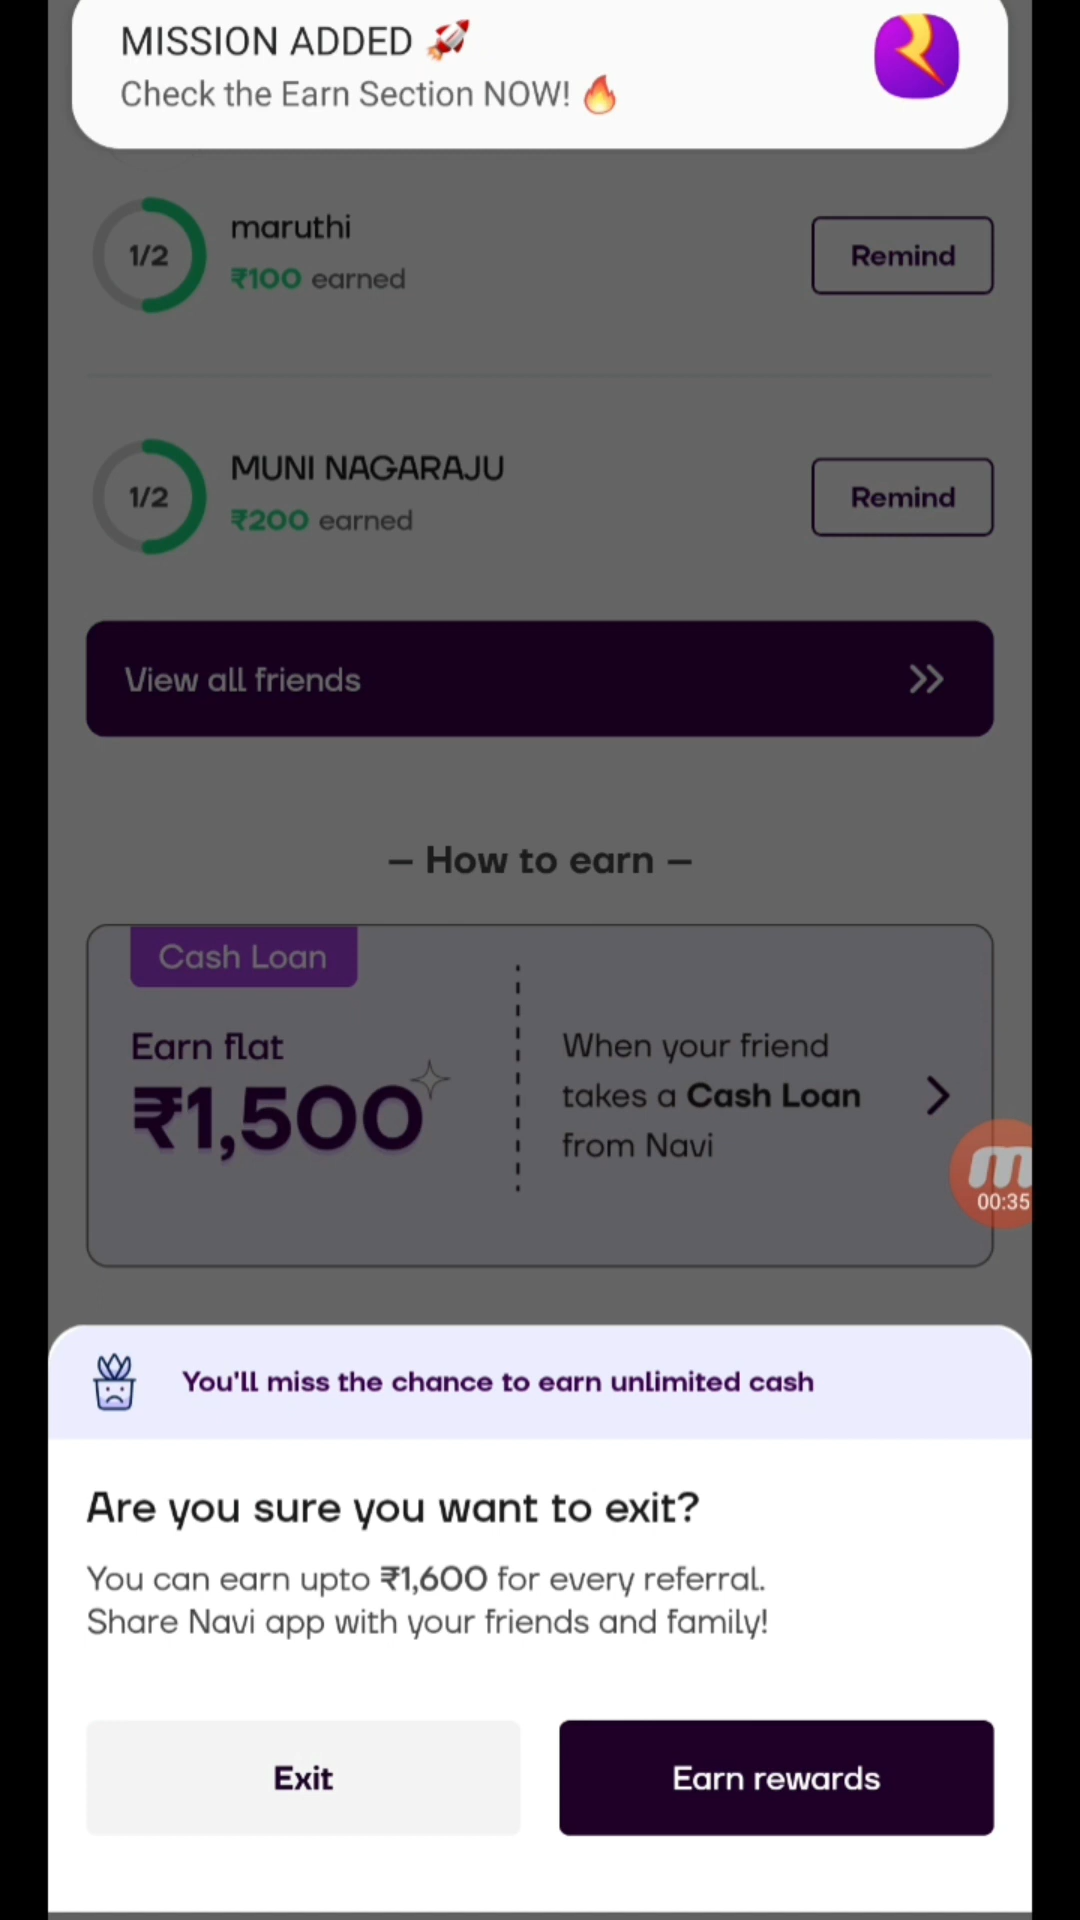 MISSION ADDED 🚀
Check the Earn Section NOW! 🔥
1/2
maruthi
₹100 earned
Remind
1/2
MUNI NAGARAJU
₹200 earned
Remind
View all friends
– How to earn –
Cash Loan
Earn flat
₹1,500
When your friend
takes a Cash Loan
from Navi
00:35
You'll miss the chance to earn unlimited cash
Are you sure you want to exit?
You can earn upto ₹1,600 for every referral.
Share Navi app with your friends and family!
Exit
Earn rewards